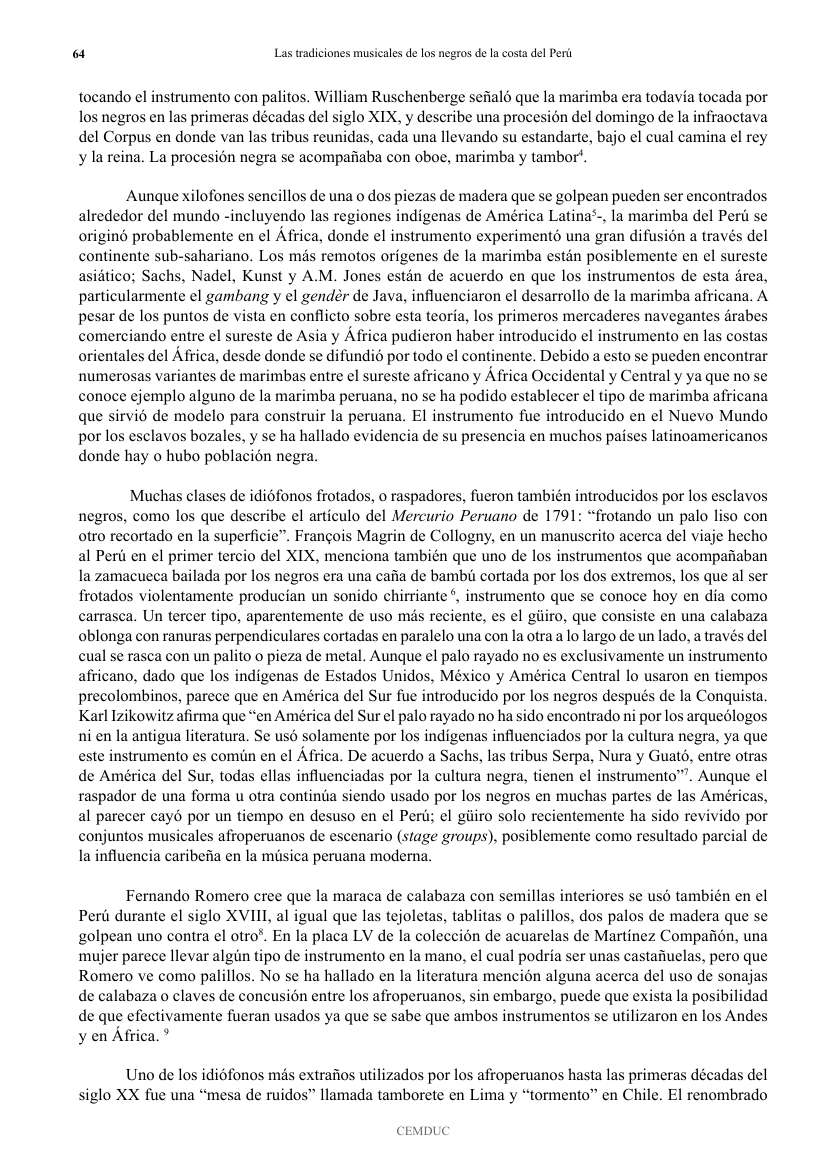 64
Las tradiciones musicales de los negros de la costa del Perú
tocando el instrumento con palitos. William Ruschenberge señaló que la marimba era todavía tocada por
los negros en las primeras décadas del siglo XIX, y describe una procesión del domingo de la infraoctava
del Corpus en donde van las tribus reunidas, cada una llevando su estandarte, bajo el cual camina el rey
y la reina. La procesión negra se acompañaba con oboe, marimba y tambor⁴.
Aunque xilofones sencillos de una o dos piezas de madera que se golpean pueden ser encontrados
alrededor del mundo -incluyendo las regiones indígenas de América Latina⁵-, la marimba del Perú se
originó probablemente en el África, donde el instrumento experimentó una gran difusión a través del
continente sub-sahariano. Los más remotos orígenes de la marimba están posiblemente en el sureste
asiático; Sachs, Nadel, Kunst y A.M. Jones están de acuerdo en que los instrumentos de esta área,
particularmente el gambang y el gendèr de Java, influenciaron el desarrollo de la marimba africana. A
pesar de los puntos de vista en conflicto sobre esta teoría, los primeros mercaderes navegantes árabes
comerciando entre el sureste de Asia y África pudieron haber introducido el instrumento en las costas
orientales del África, desde donde se difundió por todo el continente. Debido a esto se pueden encontrar
numerosas variantes de marimbas entre el sureste africano y África Occidental y Central y ya que no se
conoce ejemplo alguno de la marimba peruana, no se ha podido establecer el tipo de marimba africana
que sirvió de modelo para construir la peruana. El instrumento fue introducido en el Nuevo Mundo
por los esclavos bozales, y se ha hallado evidencia de su presencia en muchos países latinoamericanos
donde hay o hubo población negra.
Muchas clases de idiófonos frotados, o raspadores, fueron también introducidos por los esclavos
negros, como los que describe el artículo del Mercurio Peruano de 1791: “frotando un palo liso con
otro recortado en la superficie”. François Magrin de Collogny, en un manuscrito acerca del viaje hecho
al Perú en el primer tercio del XIX, menciona también que uno de los instrumentos que acompañaban
la zamacueca bailada por los negros era una caña de bambú cortada por los dos extremos, los que al ser
frotados violentamente producían un sonido chirriante ⁶, instrumento que se conoce hoy en día como
carrasca. Un tercer tipo, aparentemente de uso más reciente, es el güiro, que consiste en una calabaza
oblonga con ranuras perpendiculares cortadas en paralelo una con la otra a lo largo de un lado, a través del
cual se rasca con un palito o pieza de metal. Aunque el palo rayado no es exclusivamente un instrumento
africano, dado que los indígenas de Estados Unidos, México y América Central lo usaron en tiempos
precolombinos, parece que en América del Sur fue introducido por los negros después de la Conquista.
Karl Izikowitz afirma que “en América del Sur el palo rayado no ha sido encontrado ni por los arqueólogos
ni en la antigua literatura. Se usó solamente por los indígenas influenciados por la cultura negra, ya que
este instrumento es común en el África. De acuerdo a Sachs, las tribus Serpa, Nura y Guató, entre otras
de América del Sur, todas ellas influenciadas por la cultura negra, tienen el instrumento”⁷. Aunque el
raspador de una forma u otra continúa siendo usado por los negros en muchas partes de las Américas,
al parecer cayó por un tiempo en desuso en el Perú; el güiro solo recientemente ha sido revivido por
conjuntos musicales afroperuanos de escenario (stage groups), posiblemente como resultado parcial de
la influencia caribeña en la música peruana moderna.
Fernando Romero cree que la maraca de calabaza con semillas interiores se usó también en el
Perú durante el siglo XVIII, al igual que las tejoletas, tablitas o palillos, dos palos de madera que se
golpean uno contra el otro⁸. En la placa LV de la colección de acuarelas de Martínez Compañón, una
mujer parece llevar algún tipo de instrumento en la mano, el cual podría ser unas castañuelas, pero que
Romero ve como palillos. No se ha hallado en la literatura mención alguna acerca del uso de sonajas
de calabaza o claves de concusión entre los afroperuanos, sin embargo, puede que exista la posibilidad
de que efectivamente fueran usados ya que se sabe que ambos instrumentos se utilizaron en los Andes
y en África. ⁹
Uno de los idiófonos más extraños utilizados por los afroperuanos hasta las primeras décadas del
siglo XX fue una “mesa de ruidos” llamada tamborete en Lima y “tormento” en Chile. El renombrado
CEMDUC